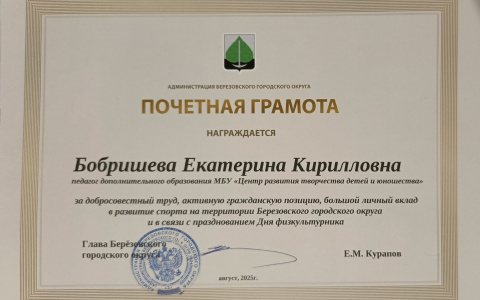 АДМИНИСТРАЦИЯ БЕРЕЗОВСКОГО ГОРОДСКОГО ОКРУГА
ПОЧЕТНАЯ ГРАМОТА
НАГРАЖДАЕТСЯ
Бобришева Екатерина Кирилловна
педагог дополнительного образования МБУ «Центр развития творчества детей и юношества»
за добросовестный труд, активную гражданскую позицию, большой личный вклад
в развитие спорта на территории Березовского городского округа
и в связи с празднованием Дня физкультурника
Глава Берёзовского
городского округа
Е.М. Курапов
август, 2025г.